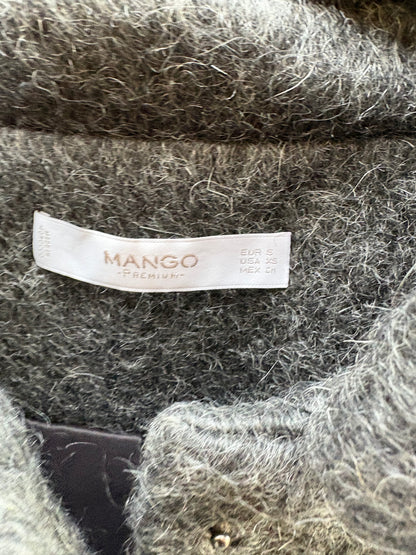 MANGO
-PREMIUM-
EUR S
USA XS
MEX CH